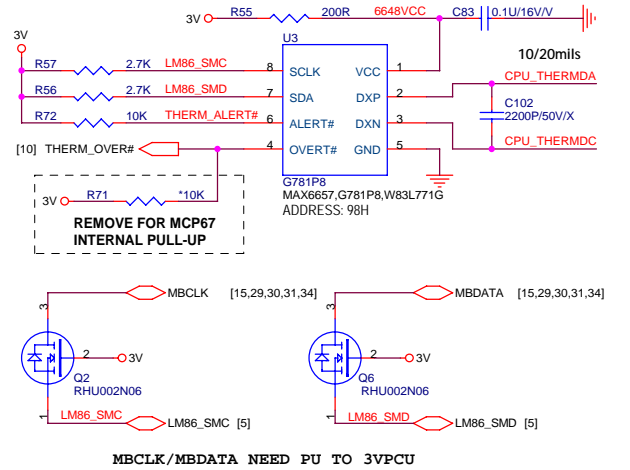 3V R55 200R 6648VCC C83 0.1U/16V/V
3V U3
10/20mils
R57 2.7K LM86_SMC 8 SCLK VCC 1 CPU_THERMDA
R56 2.7K LM86_SMD 7 SDA DXP 2
C102
2200P/50V/X
R72 10K THERM_ALERT# 6 ALERT# DXN 3 CPU_THERMDC
[10] THERM_OVER# 4 OVERT# GND 5
G781P8
MAX6657,G781P8,W83L771G
ADDRESS: 98H
3V R71 *10K
REMOVE FOR MCP67
INTERNAL PULL-UP
3 MBCLK [15,29,30,31,34]
2 3V
Q2
RHU002N06
1 LM86_SMC LM86_SMC [5]
3 MBDATA [15,29,30,31,34]
2 3V
Q6
RHU002N06
1 LM86_SMD LM86_SMD [5]
MBCLK/MBDATA NEED PU TO 3VPCU